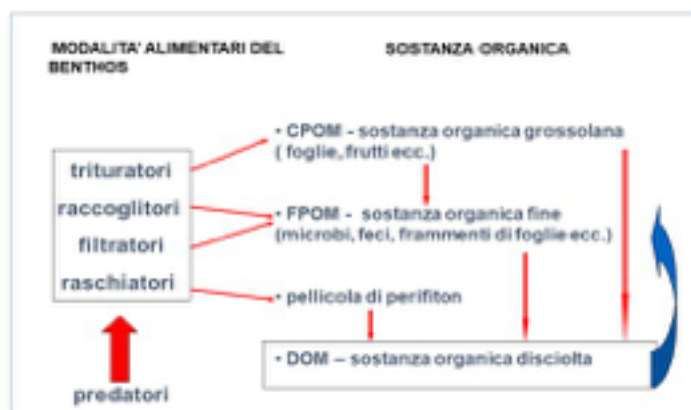 MODALITA' ALIMENTARI DEL
BENTHOS
SOSTANZA ORGANICA
trituratori
raccoglitori
filtratori
raschiatori
predatori
• CPOM - sostanza organica grossolana
( foglie, frutti ecc.)
• FPOM - sostanza organica fine
(microbi, feci, frammenti di foglie ecc.)
• pellicola di perifiton
• DOM – sostanza organica disciolta